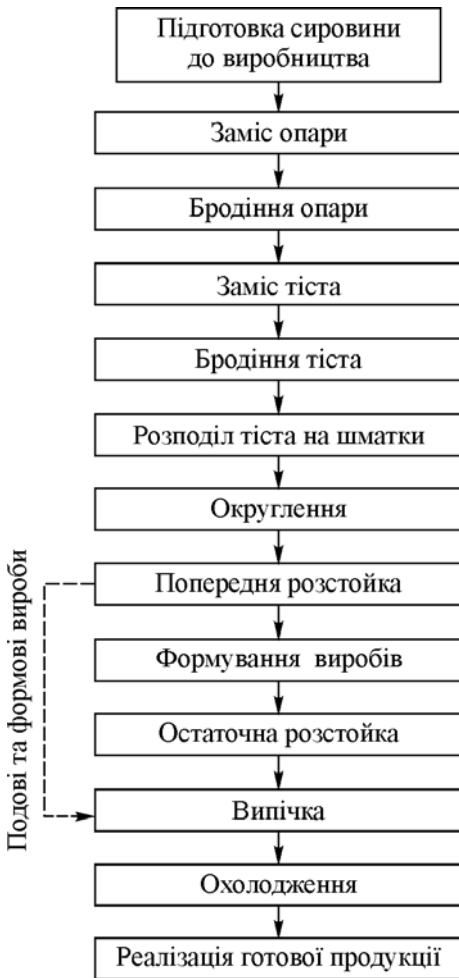 Підготовка сировини
до виробництва
Заміс опари
Бродіння опари
Заміс тіста
Бродіння тіста
Розподіл тіста на шматки
Округлення
Попередня розстойка
Формування виробів
Остаточна розстойка
Випічка
Охолодження
Реалізація готової продукції
Подові та формові вироби